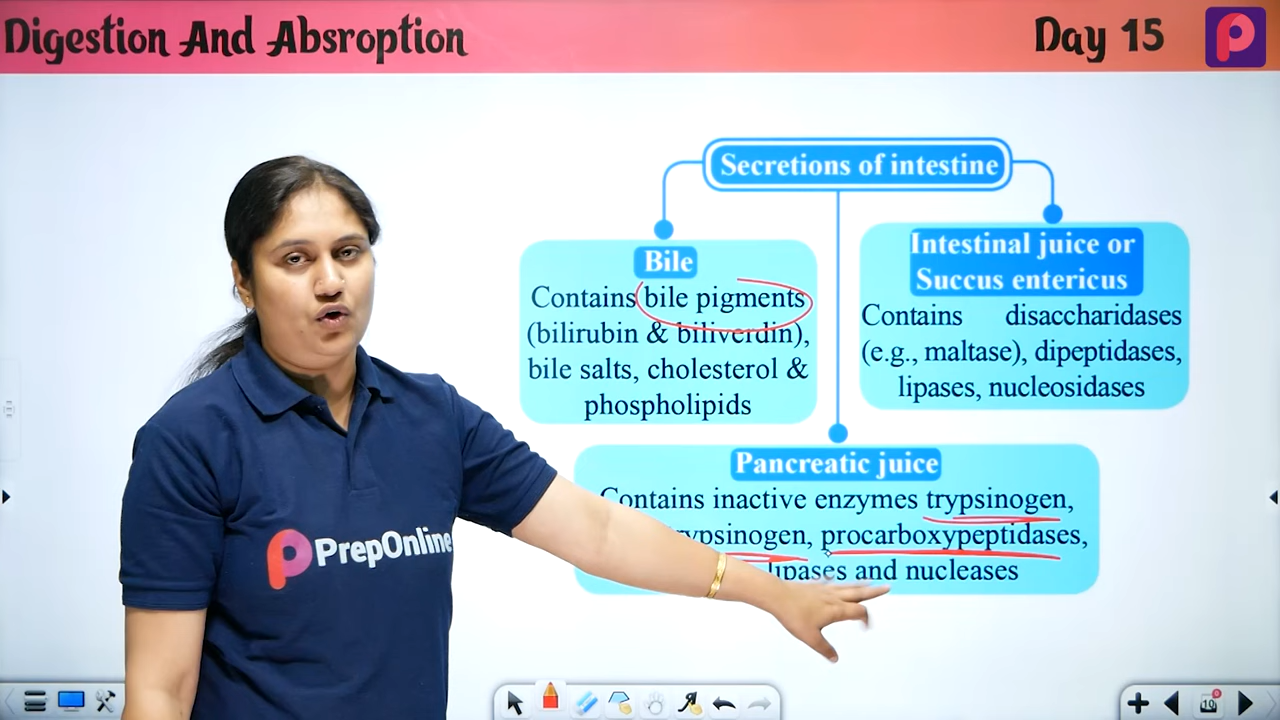 Digestion And Absroption
Day 15
Secretions of intestine
Bile
Contains bile pigments
(bilirubin & biliverdin),
bile salts, cholesterol &
phospholipids
Intestinal juice or
Succus entericus
Contains disaccharidases
(e.g., maltase), dipeptidases,
lipases, nucleosidases
Pancreatic juice
Contains inactive enzymes trypsinogen,
procarboxypeptidases,
lipases and nucleases
PrepOnline